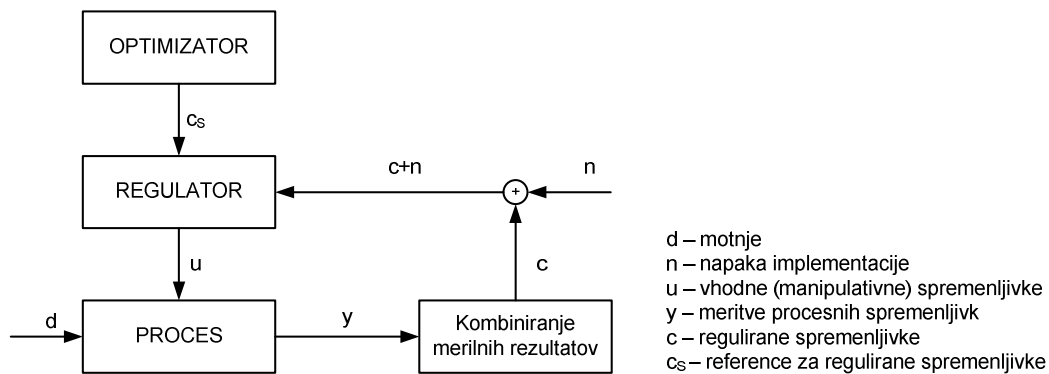 OPTIMIZATOR
cS
REGULATOR
c+n
+
n
u
c
d
PROCES
y
Kombiniranje
merilnih rezultatov
d – motnje
n – napaka implementacije
u – vhodne (manipulativne) spremenljivke
y – meritve procesnih spremenljivk
c – regulirane spremenljivke
cS – reference za regulirane spremenljivke